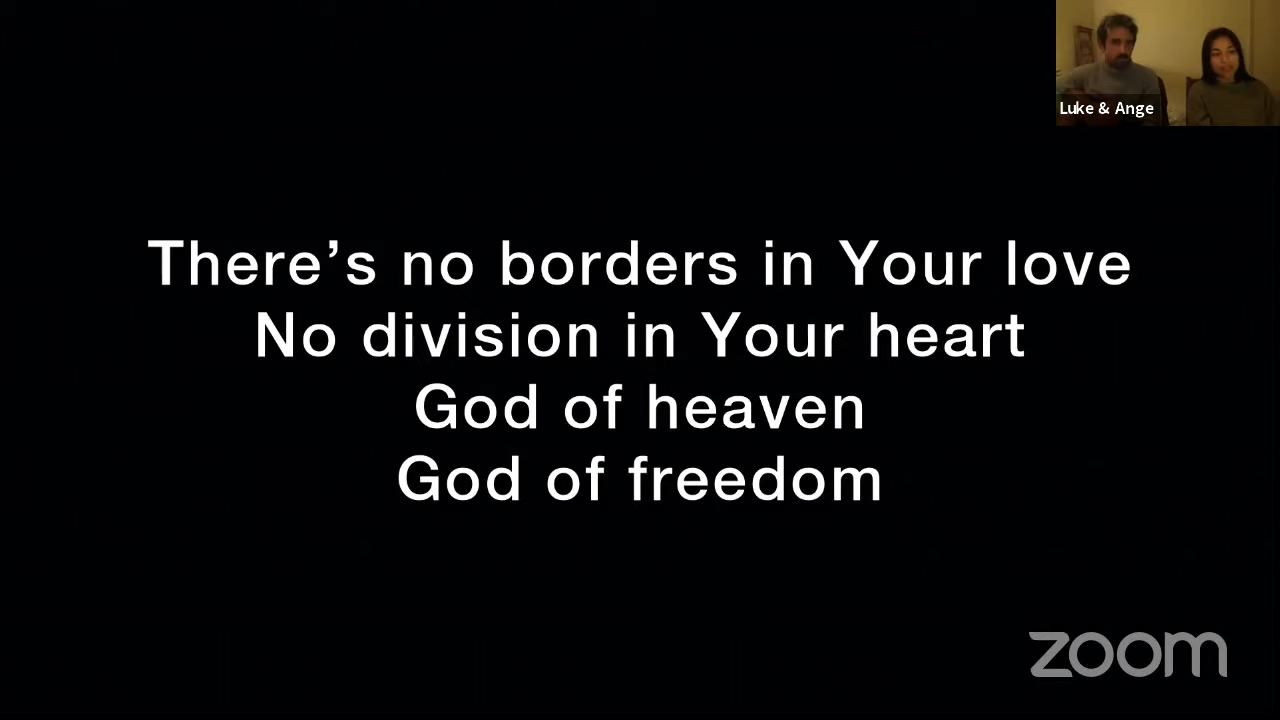 Luke & Ange
There’s no borders in Your love
No division in Your heart
God of heaven
God of freedom
zoom